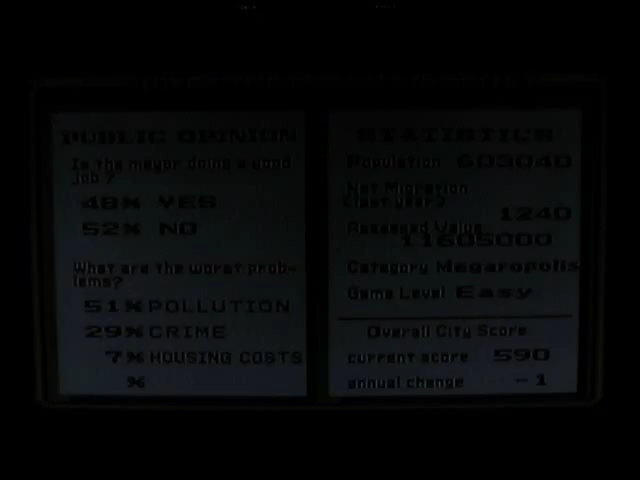 PUBLIC OPINION
Is the mayor doing a good
job ?
48% YES
52% NO
What are the worst prob-
lems?
51% POLLUTION
29% CRIME
7% HOUSING COSTS
%
STATISTICS
Population 603040
Net Migration
(last year) 1240
Assessed Value
11605000
Category Megaropolis
Game Level Easy
Overall City Score
current score 590
annual change -1